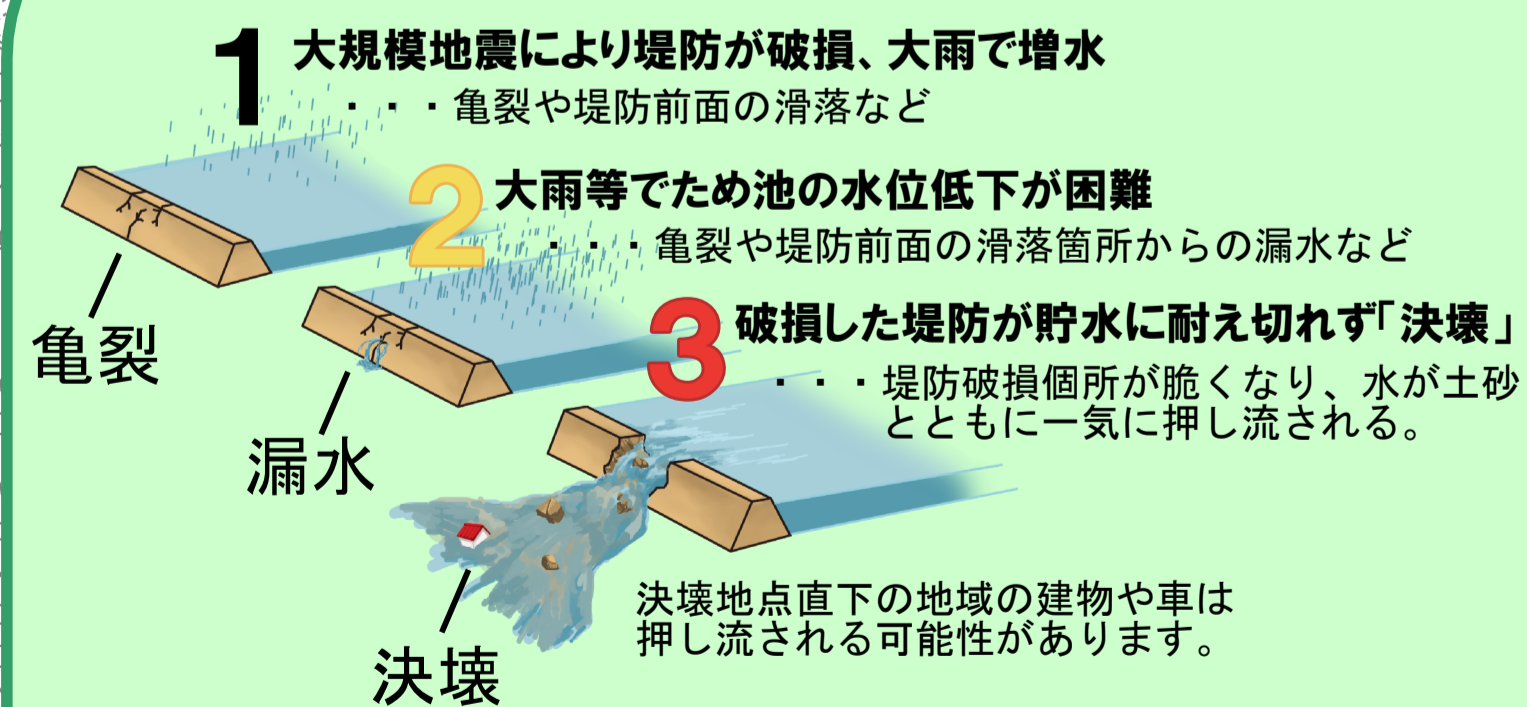 1 大規模地震により堤防が破損、大雨で増水
・・・亀裂や堤防前面の滑落など
2 大雨等でため池の水位低下が困難
・・・亀裂や堤防前面の滑落箇所からの漏水など
3 破損した堤防が貯水に耐え切れず「決壊」
・・・堤防破損個所が脆くなり、水が土砂
とともに一気に押し流される。
亀裂
漏水
決壊
決壊地点直下の地域の建物や車は
押し流される可能性があります。